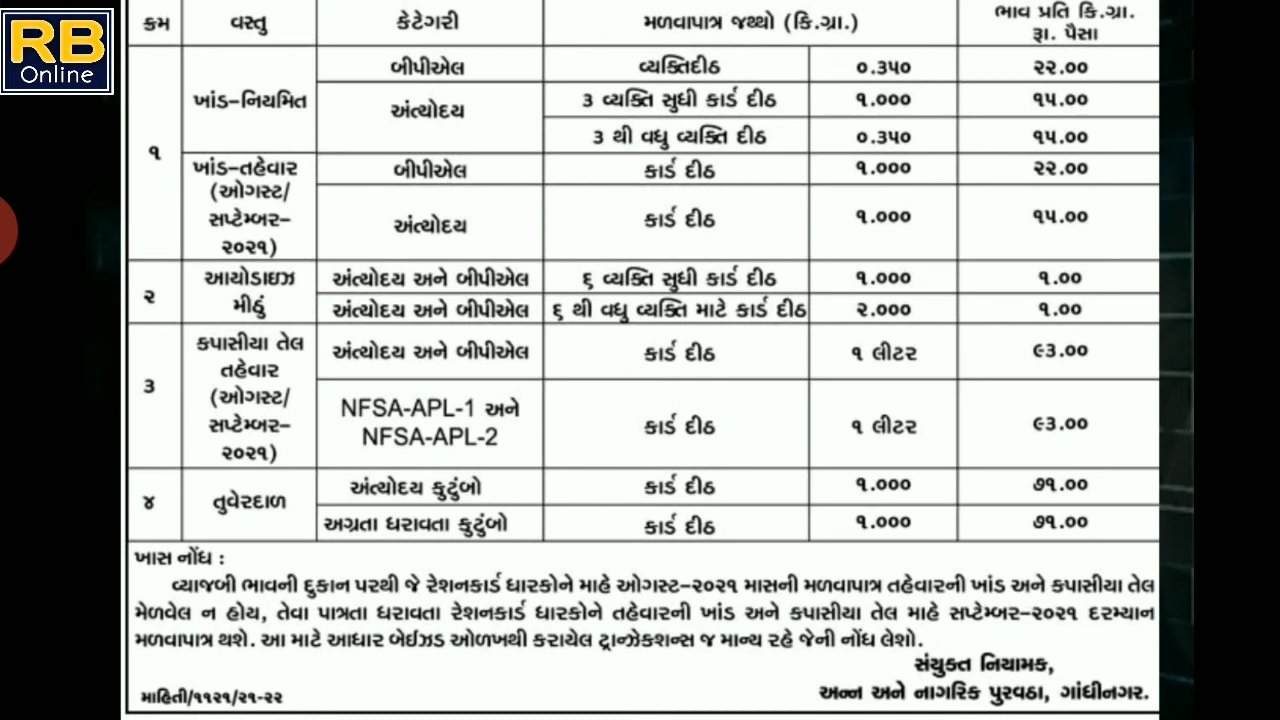 RB
Online
ક્રમ વસ્તુ કેટેગરી મળવાપાત્ર જથ્થો (કિ.ગ્રા.) ભાવ પ્રતિ કિ.ગ્રા.
રૂા. પૈસા
૧ ખાંડ-નિયમિત બીપીએલ વ્યક્તિદીઠ ૦.૩૫૦ ૨૨.૦૦
અંત્યોદય ૩ વ્યક્તિ સુધી કાર્ડ દીઠ ૧.૦૦૦ ૧૫.૦૦
૩ થી વધુ વ્યક્તિ દીઠ ૦.૩૫૦ ૧૫.૦૦
ખાંડ-તહેવાર બીપીએલ કાર્ડ દીઠ ૧.૦૦૦ ૨૨.૦૦
(ઓગસ્ટ/
સપ્ટેમ્બર- અંત્યોદય કાર્ડ દીઠ ૧.૦૦૦ ૧૫.૦૦
૨૦૨૧)
૨ આયોડાઇઝ અંત્યોદય અને બીપીએલ ૬ વ્યક્તિ સુધી કાર્ડ દીઠ ૧.૦૦૦ ૧.૦૦
મીઠું અંત્યોદય અને બીપીએલ ૬ થી વધુ વ્યક્તિ માટે કાર્ડ દીઠ ૨.૦૦૦ ૧.૦૦
૩ કપાસીયા તેલ અંત્યોદય અને બીપીએલ કાર્ડ દીઠ ૧ લીટર ૯૩.૦૦
તહેવાર
(ઓગસ્ટ/ NFSA-APL-1 અને
સપ્ટેમ્બર- NFSA-APL-2 કાર્ડ દીઠ ૧ લીટર ૯૩.૦૦
૨૦૨૧)
૪ તુવેરદાળ અંત્યોદય કુટુંબો કાર્ડ દીઠ ૧.૦૦૦ ૭૧.૦૦
અગ્રતા ધરાવતા કુટુંબો કાર્ડ દીઠ ૧.૦૦૦ ૭૧.૦૦
ખાસ નોંધ :
વ્યાજબી ભાવની દુકાન પરથી જે રેશનકાર્ડ ધારકોને માહે ઓગસ્ટ-૨૦૨૧ માસની મળવાપાત્ર તહેવારની ખાંડ અને કપાસીયા તેલ
મેળવેલ ન હોય, તેવા પાત્રતા ધરાવતા રેશનકાર્ડ ધારકોને તહેવારની ખાંડ અને કપાસીયા તેલ માહે સપ્ટેમ્બર-૨૦૨૧ દરમ્યાન
મળવાપાત્ર થશે. આ માટે આધાર બેઈઝડ ઓળખથી કરાયેલ ટ્રાન્ઝેકશન્સ જ માન્ય રહે જેની નોંધ લેશો.
સંયુક્ત નિયામક,
માહિતી/૧૧૨૧/૨૧-૨૨ અન્ન અને નાગરિક પુરવઠા, ગાંધીનગર.